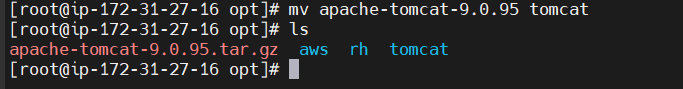 [root@ip-172-31-27-16 opt]# mv apache-tomcat-9.0.95 tomcat
[root@ip-172-31-27-16 opt]# ls
apache-tomcat-9.0.95.tar.gz  aws  rh  tomcat
[root@ip-172-31-27-16 opt]#